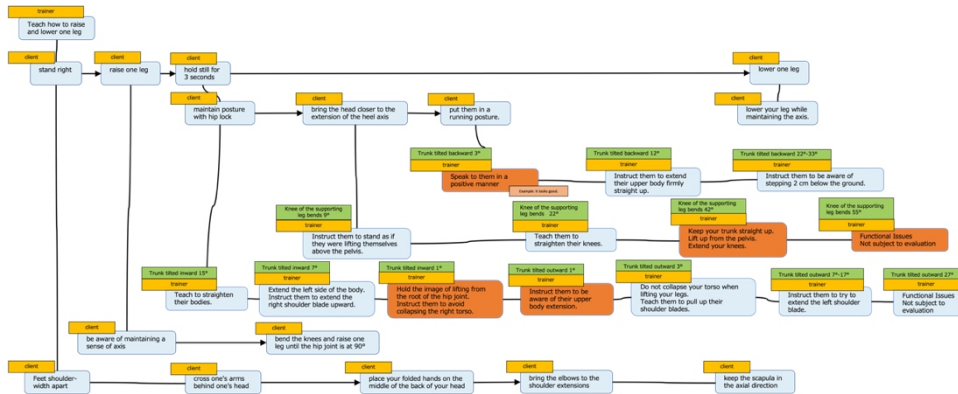 trainer
Teach how to raise
and lower one leg
client
stand right
client
raise one leg
client
hold still for
3 seconds
client
lower one leg
client
maintain posture
with hip lock
client
bring the head closer to the
extension of the heel axis
client
put them in a
running posture.
client
lower your leg while
maintaining the axis.
Trunk tilted backward 3°
trainer
Speak to them in a
positive manner
Example: It looks good.
Trunk tilted backward 12°
trainer
Instruct them to extend
their upper body firmly
straight up.
Trunk tilted backward 22°-33°
trainer
Instruct them to be aware of
stepping 2 cm below the ground.
Knee of the supporting
leg bends 9°
trainer
Instruct them to stand as if
they were lifting themselves
above the pelvis.
Knee of the supporting
leg bends 22°
trainer
Teach them to
straighten their knees.
Knee of the supporting
leg bends 42°
trainer
Keep your trunk straight up.
Lift up from the pelvis.
Extend your knees.
Knee of the supporting
leg bends 55°
trainer
Functional Issues
Not subject to evaluation
Trunk tilted inward 15°
trainer
Teach to straighten
their bodies.
Trunk tilted inward 7°
trainer
Extend the left side of the body.
Instruct them to extend the
right shoulder blade upward.
Trunk tilted inward 1°
trainer
Hold the image of lifting from
the root of the hip joint.
Instruct them to avoid
collapsing the right torso.
Trunk tilted outward 1°
trainer
Instruct them to be
aware of their upper
body extension.
Trunk tilted outward 3°
trainer
Do not collapse your torso when
lifting your legs.
Teach them to pull up their
shoulder blades.
Trunk tilted outward 7°-17°
trainer
Instruct them to try to
extend the left shoulder
blade.
Trunk tilted outward 27°
trainer
Functional Issues
Not subject to
evaluation
client
be aware of maintaining a
sense of axis
client
bend the knees and raise one
leg until the hip joint is at 90°
client
Feet shoulder-
width apart
client
cross one's arms
behind one's head
client
place your folded hands on the
middle of the back of your head
client
bring the elbows to the
shoulder extensions
client
keep the scapula in
the axial direction